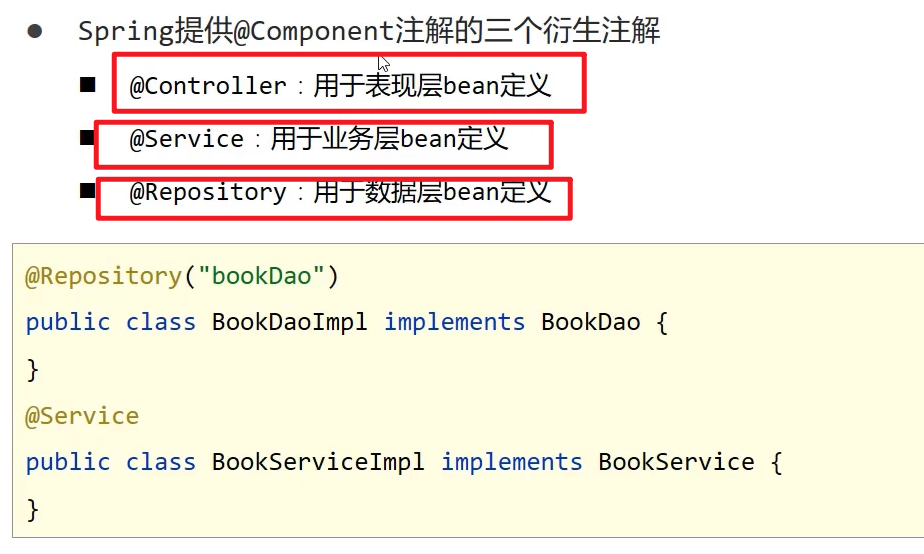 Spring提供@Component注解的三个衍生注解
@Controller：用于表现层bean定义
@Service：用于业务层bean定义
@Repository：用于数据层bean定义
@Repository("bookDao")
public class BookDaoImpl implements BookDao {
}
@Service
public class BookServiceImpl implements BookService {
}